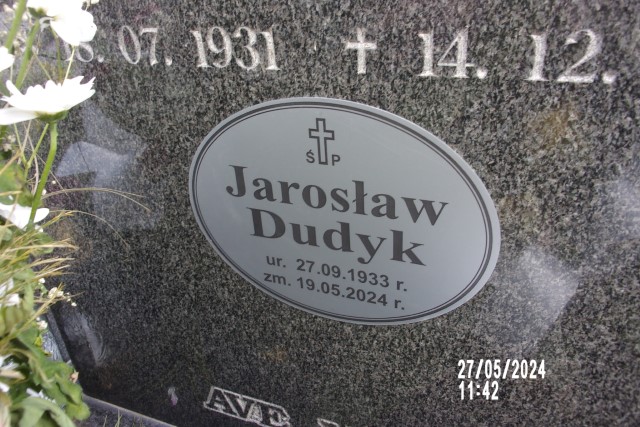 18.07.1931 ✝ 14.12.
Ś P
Jarosław
Dudyk
ur. 27.09.1933 r.
zm. 19.05.2024 r.
AVE
27/05/2024
11:42